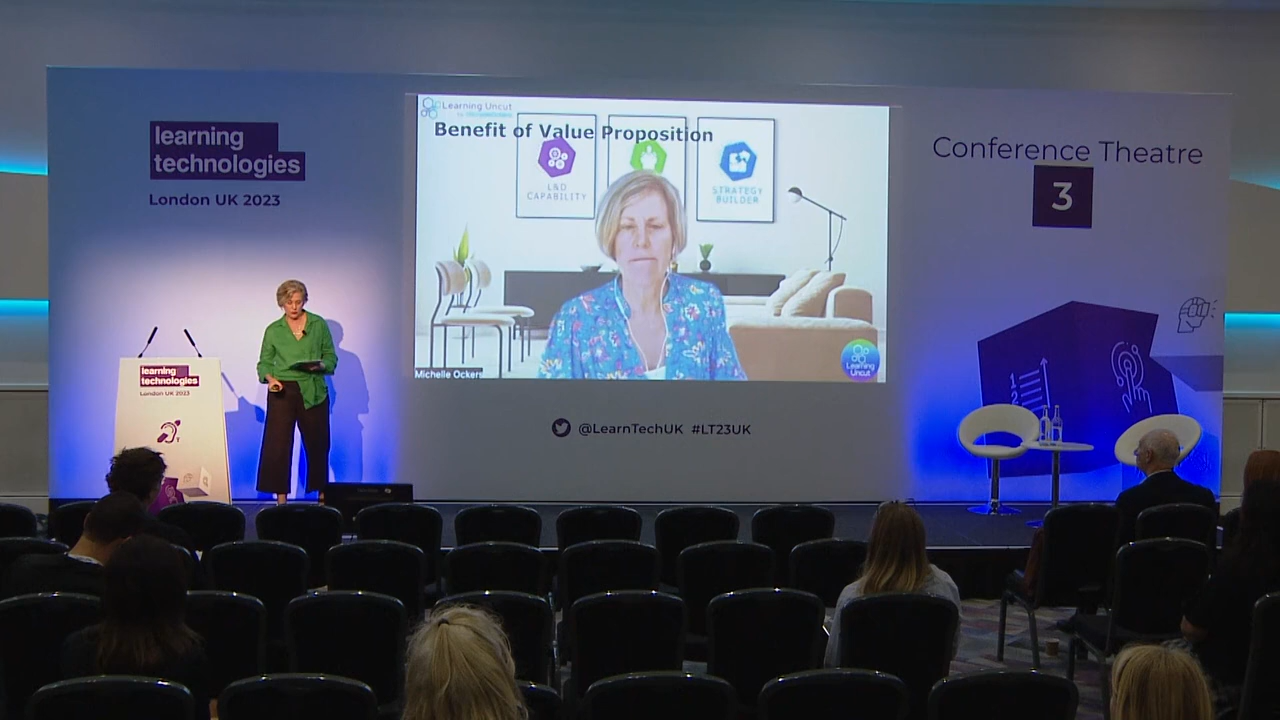 learning
technologies
London UK 2023
Learning Uncut
Benefit of Value Proposition
L&D
CAPABILITY
STRATEGY
BUILDER
Michelle Ockers
Learning
Uncut
Conference Theatre
3
learning
technologies
London UK 2023
T
@LearnTechUK #LT23UK